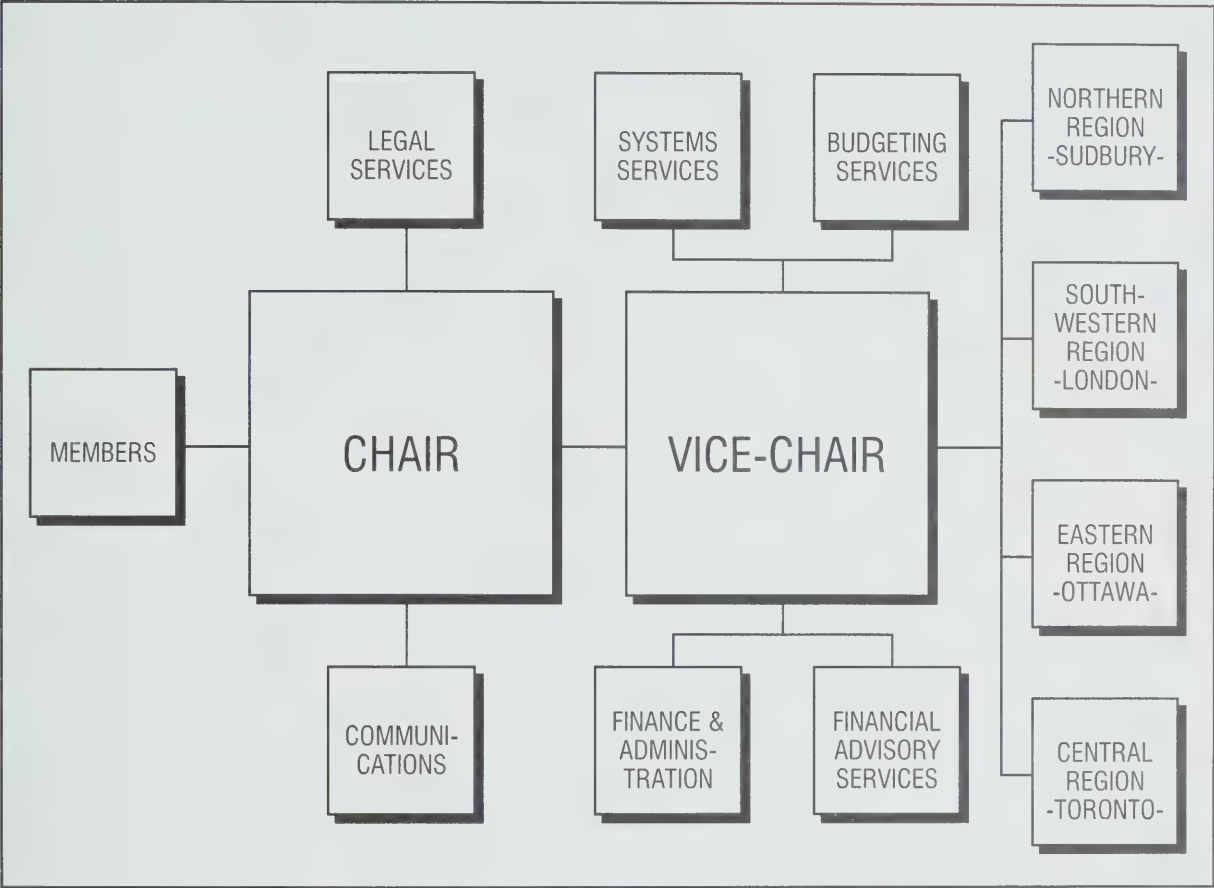 LEGAL
SERVICES
SYSTEMS
SERVICES
BUDGETING
SERVICES
NORTHERN
REGION
-SUDBURY-
SOUTH-
WESTERN
REGION
-LONDON-
MEMBERS
CHAIR
VICE-CHAIR
EASTERN
REGION
-OTTAWA-
COMMUNI-
CATIONS
FINANCE &
ADMINIS-
TRATION
FINANCIAL
ADVISORY
SERVICES
CENTRAL
REGION
-TORONTO-